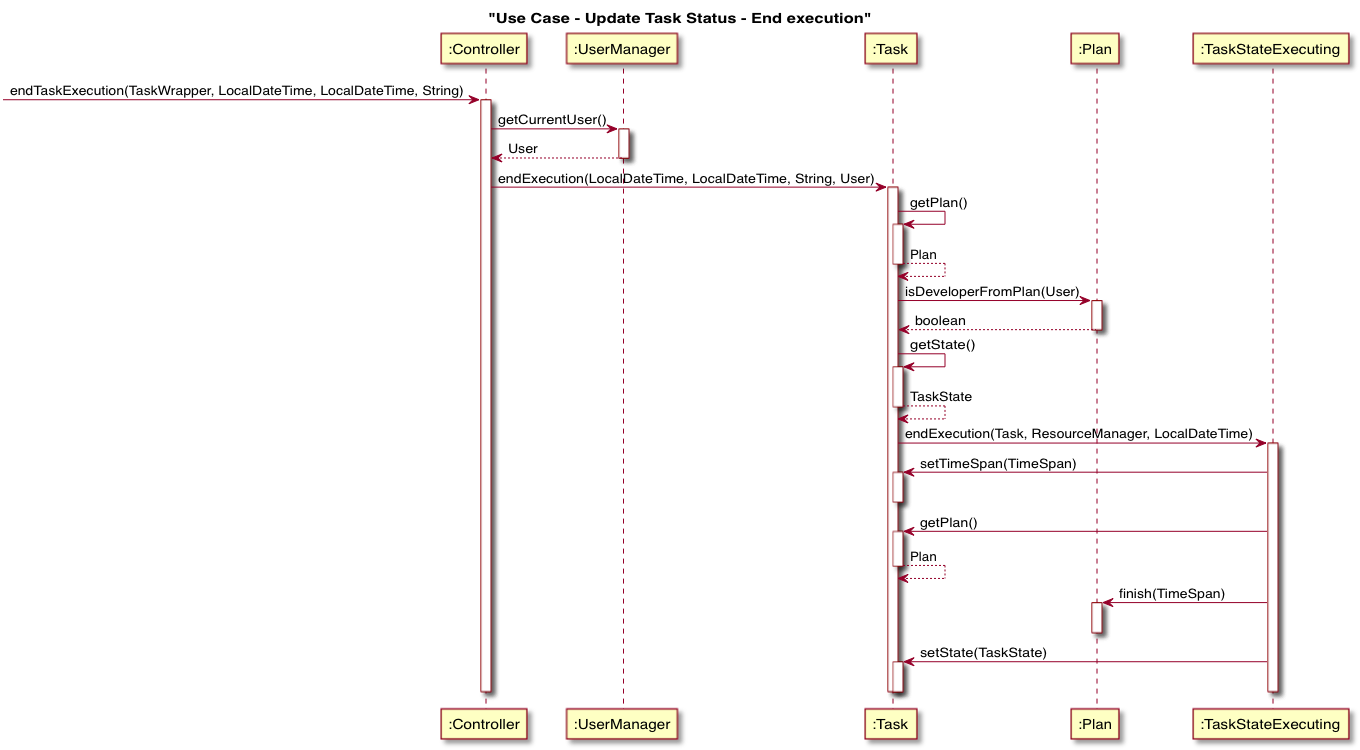 "Use Case - Update Task Status - End execution"
:Controller :UserManager :Task :Plan :TaskStateExecuting
endTaskExecution(TaskWrapper, LocalDateTime, LocalDateTime, String)
getCurrentUser()
User
endExecution(LocalDateTime, LocalDateTime, String, User)
getPlan()
Plan
isDeveloperFromPlan(User)
boolean
getState()
TaskState
endExecution(Task, ResourceManager, LocalDateTime)
setTimeSpan(TimeSpan)
getPlan()
Plan
finish(TimeSpan)
setState(TaskState)
:Controller :UserManager :Task :Plan :TaskStateExecuting